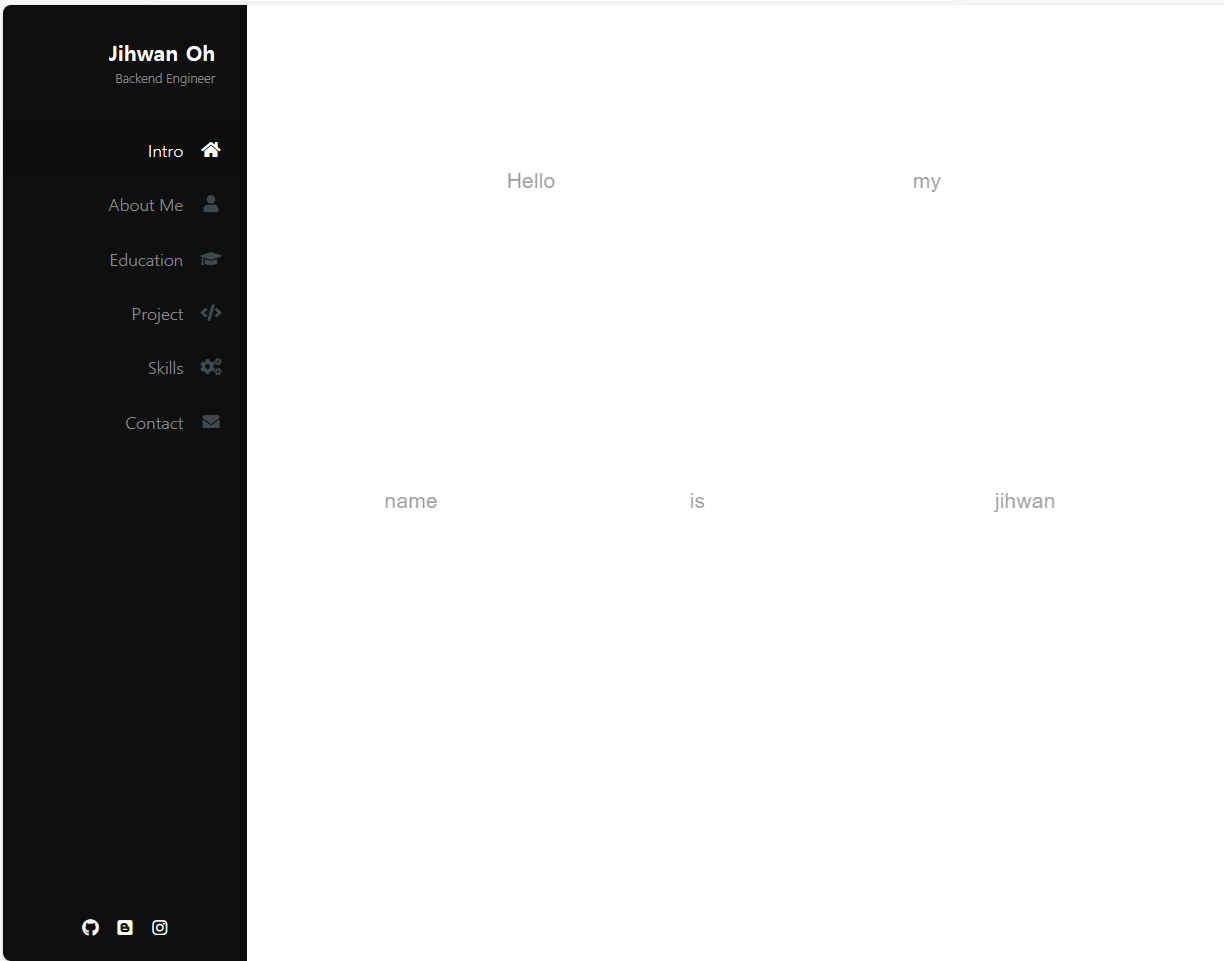 Jihwan Oh
Backend Engineer
Intro
About Me
Education
Project
Skills
Contact
Hello my
name is jihwan